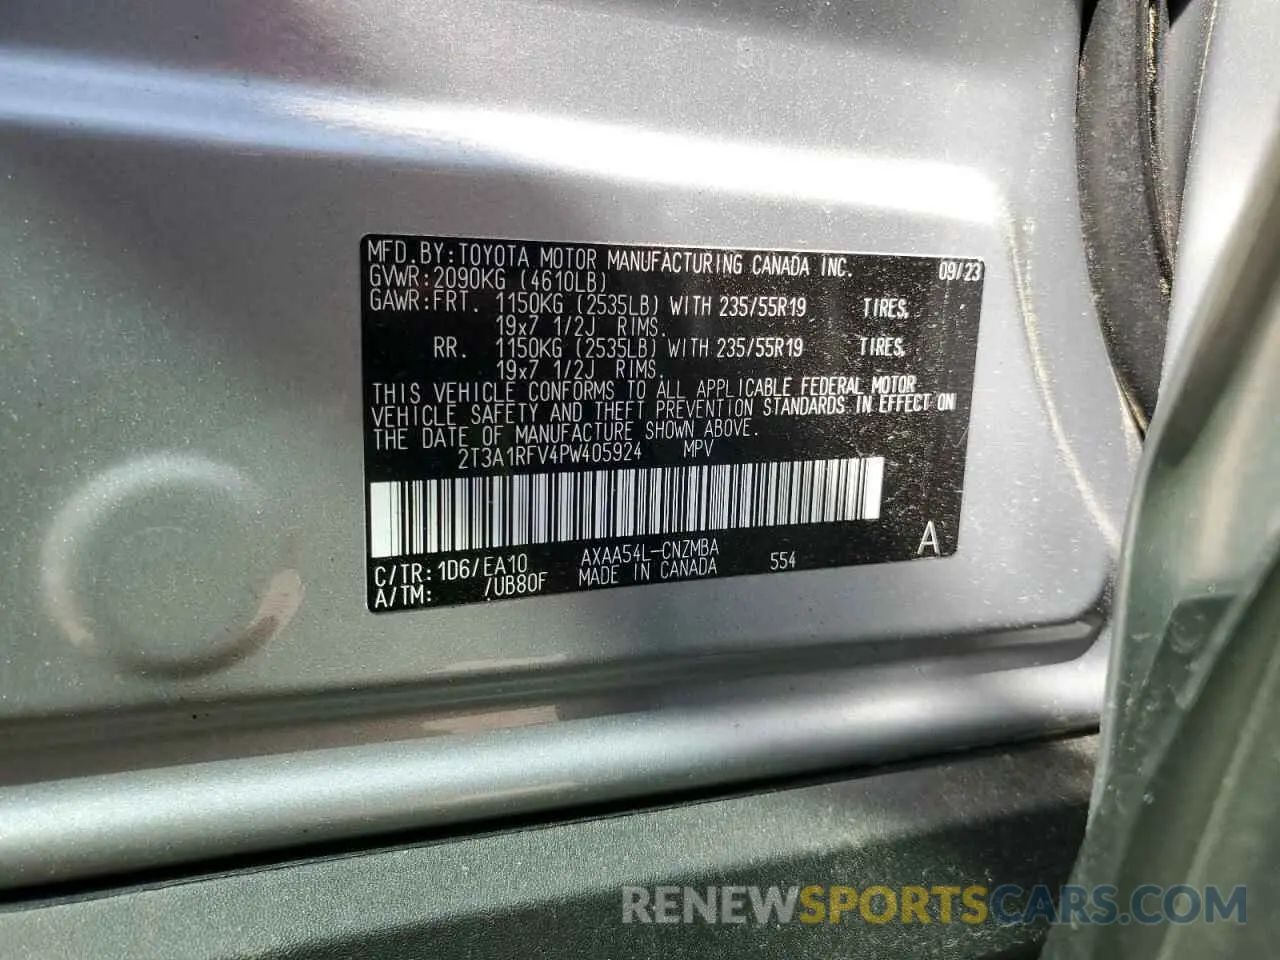 MFD.BY:TOYOTA MOTOR MANUFACTURING CANADA INC. 09/23
GVWR:2090KG (4610LB)
GAWR:FRT. 1150KG (2535LB) WITH 235/55R19 TIRES,
19x7 1/2J RIMS.
RR. 1150KG (2535LB) WITH 235/55R19 TIRES,
19x7 1/2J RIMS.
THIS VEHICLE CONFORMS TO ALL APPLICABLE FEDERAL MOTOR
VEHICLE SAFETY AND THEFT PREVENTION STANDARDS IN EFFECT ON
THE DATE OF MANUFACTURE SHOWN ABOVE.
2T3A1RFV4PW405924 MPV
C/TR:1D6/EA10 AXAA54L-CNZMBA 554 A
A/TM: /UB80F MADE IN CANADA
RENEWSPORTSCARS.COM